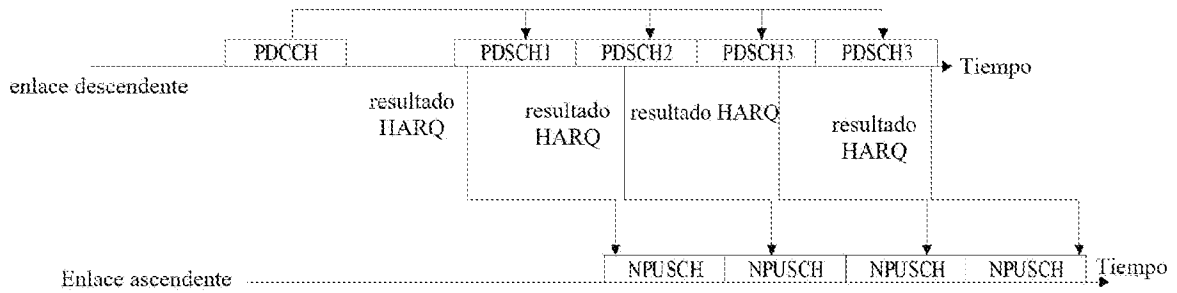 PDCCH
PDSCH1
PDSCH2
PDSCH3
PDSCH3
Tiempo
enlace descendente
resultado
HARQ
resultado
HARQ
resultado HARQ
resultado
HARQ
NPUSCH
NPUSCH
NPUSCH
NPUSCH
Tiempo
Enlace ascendente